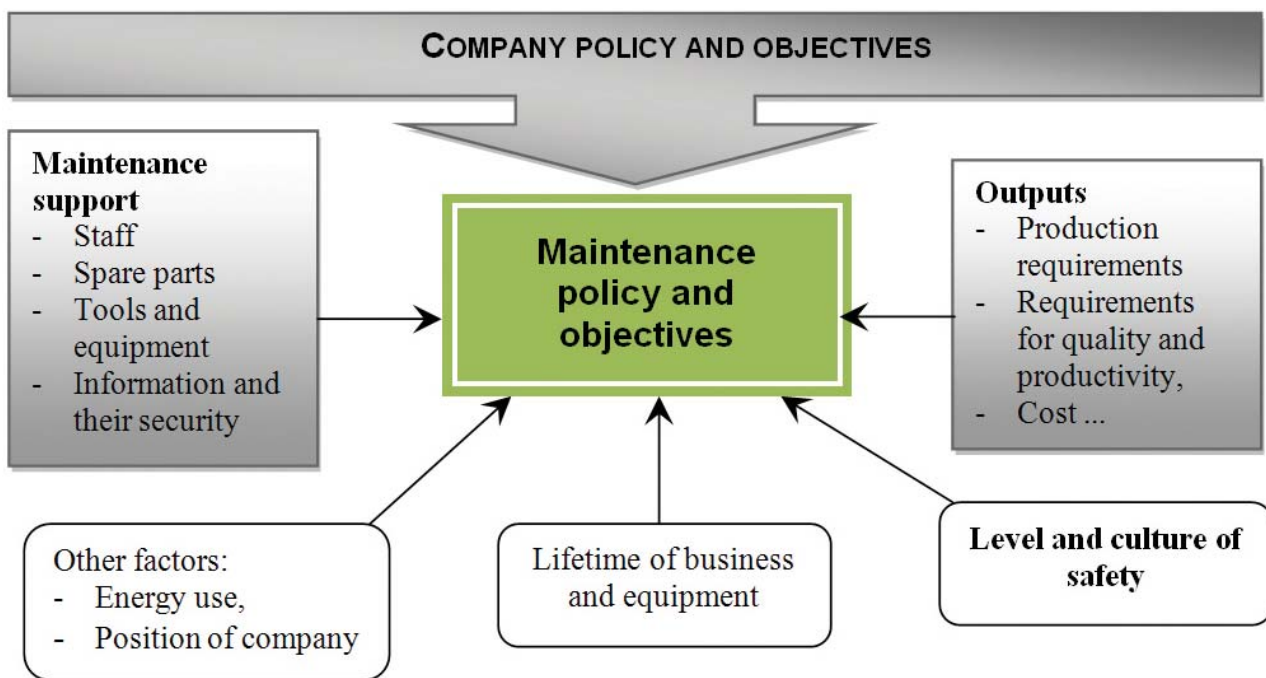 COMPANY POLICY AND OBJECTIVES
Maintenance
support
- Staff
- Spare parts
- Tools and
equipment
- Information and
their security
Maintenance
policy and
objectives
Outputs
- Production
requirements
- Requirements
for quality and
productivity,
- Cost ...
Other factors:
- Energy use,
- Position of company
Lifetime of business
and equipment
Level and culture of
safety